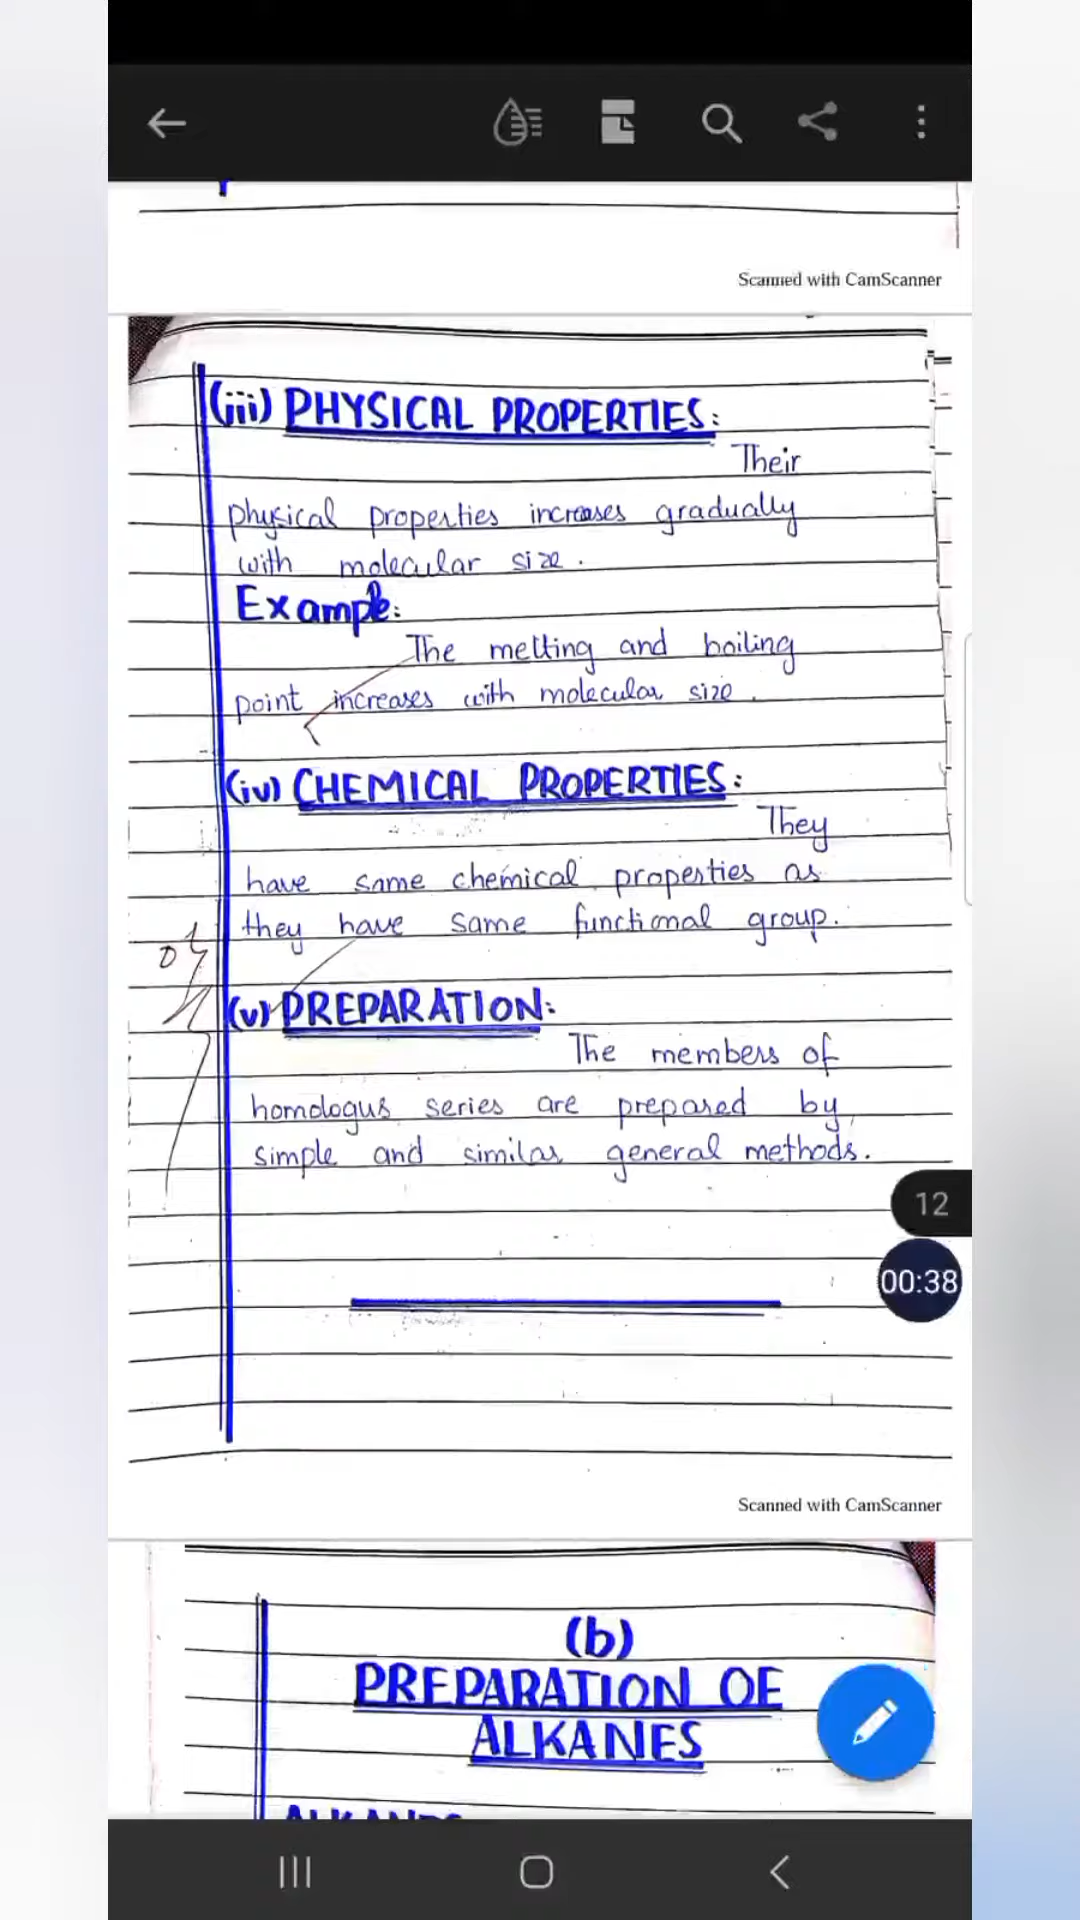 Scanned with CamScanner
(iii) PHYSICAL PROPERTIES:
Their
physical properties increases gradually
with molecular size.
Example:
The melting and boiling
point increases with molecular size.
(iv) CHEMICAL PROPERTIES:
They
have same chemical properties as
they have same functional group.
(v) PREPARATION:
The members of
homologus series are prepared by
simple and similar general methods.
12
00:38
Scanned with CamScanner
(b)
PREPARATION OF
ALKANES